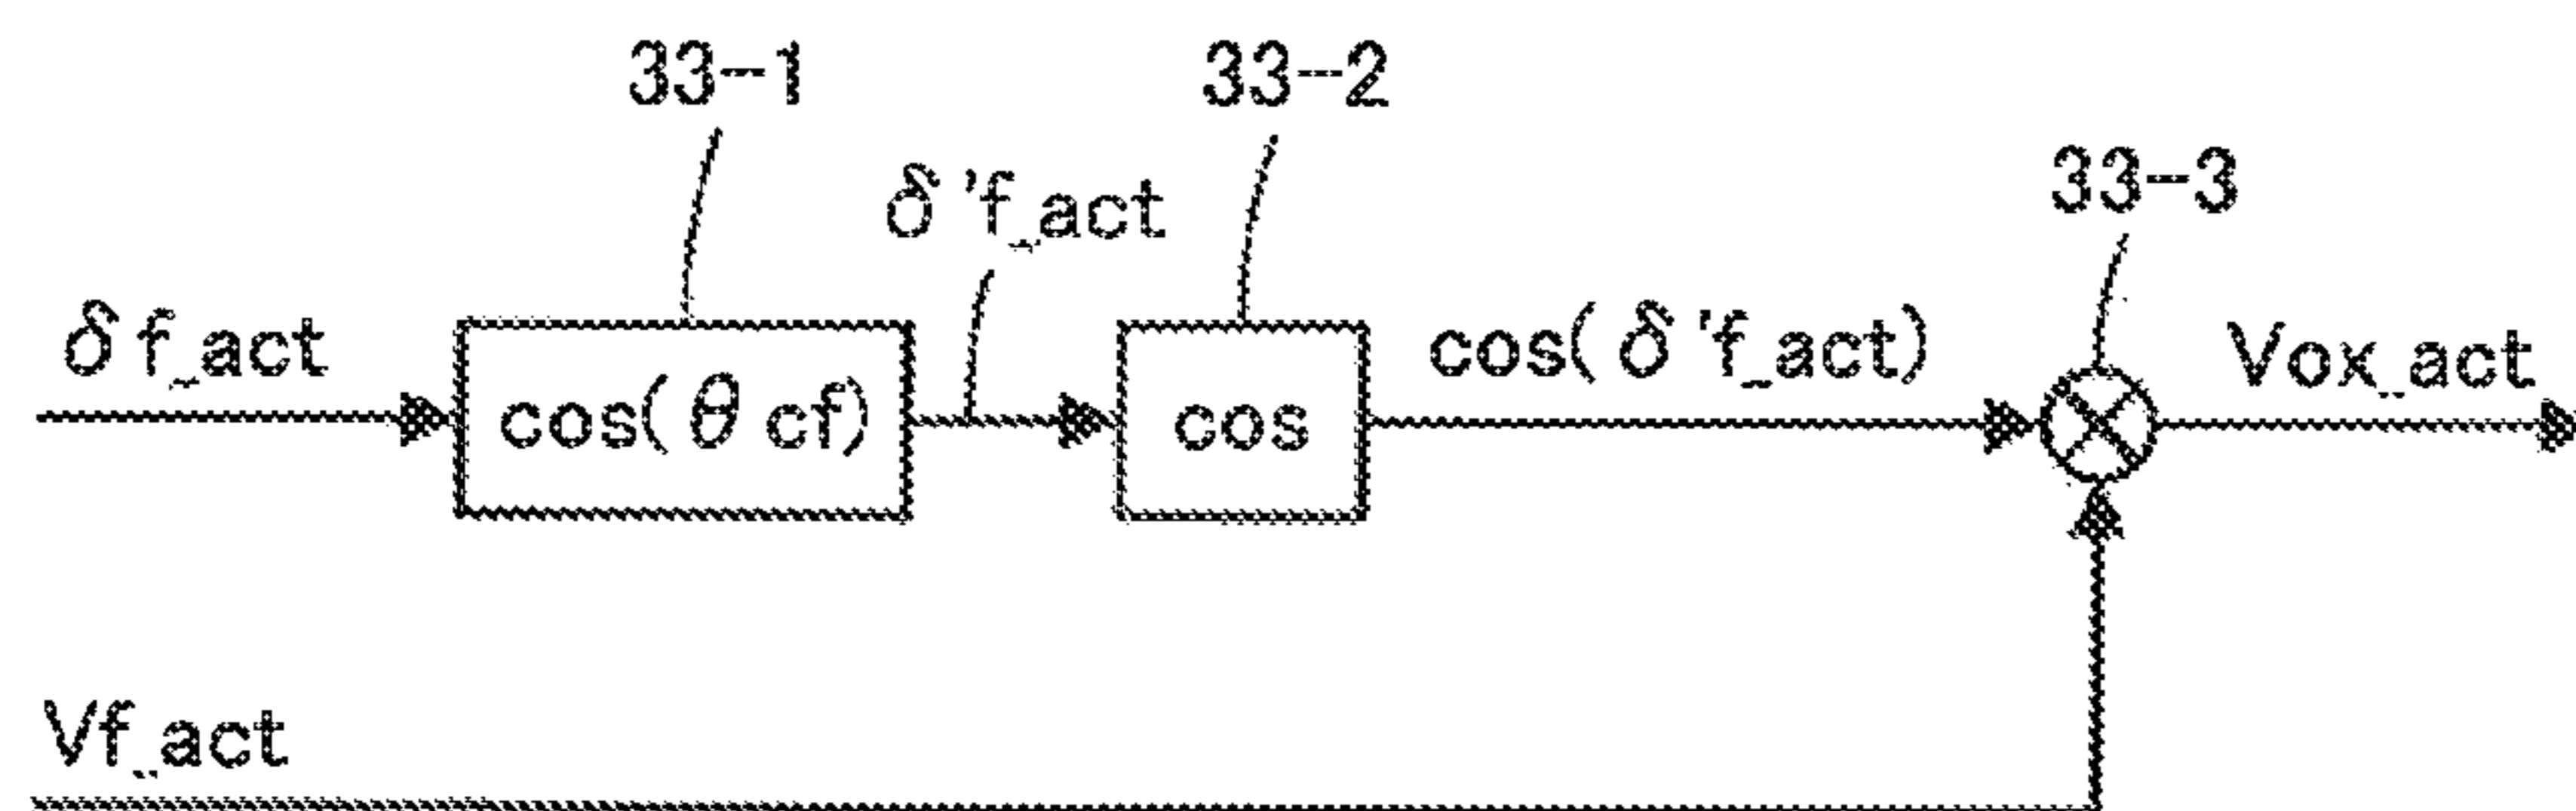 33-1
33-2
33-3
δ'f_act
δf_act
cos(θcf)
cos
cos(δ'f_act)
Vox_act
Vf_act